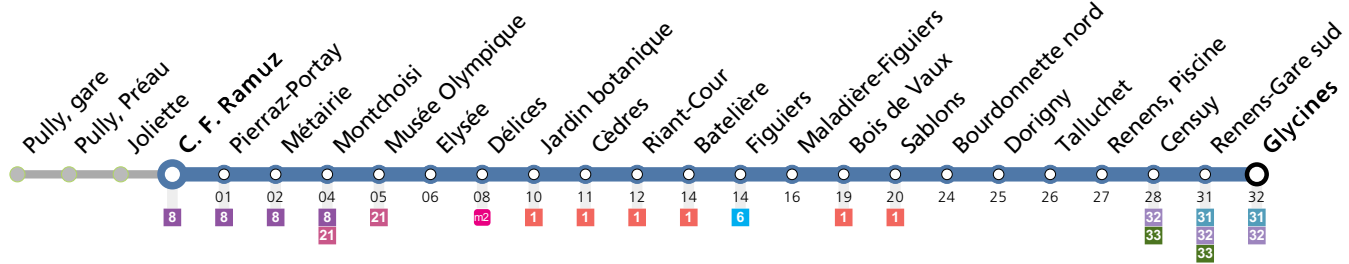 Pully, gare
Pully, Préau
Joliette
C. F. Ramuz
Pierraz-Portay
Métairie
Montchoisi
Musée Olympique
Elysée
Délices
Jardin botanique
Cèdres
Riant-Cour
Batelière
Figuiers
Maladière-Figuiers
Bois de Vaux
Sablons
Bourdonnette nord
Dorigny
Talluchet
Renens, Piscine
Censuy
Renens-Gare sud
Glycines
01 02 04 05 06 08 10 11 12 14 14 16 19 20 24 25 26 27 28 31 32
8 8 8 8 21 m2 1 1 1 1 6 1 1 32 31 31
21 33 32 32
33